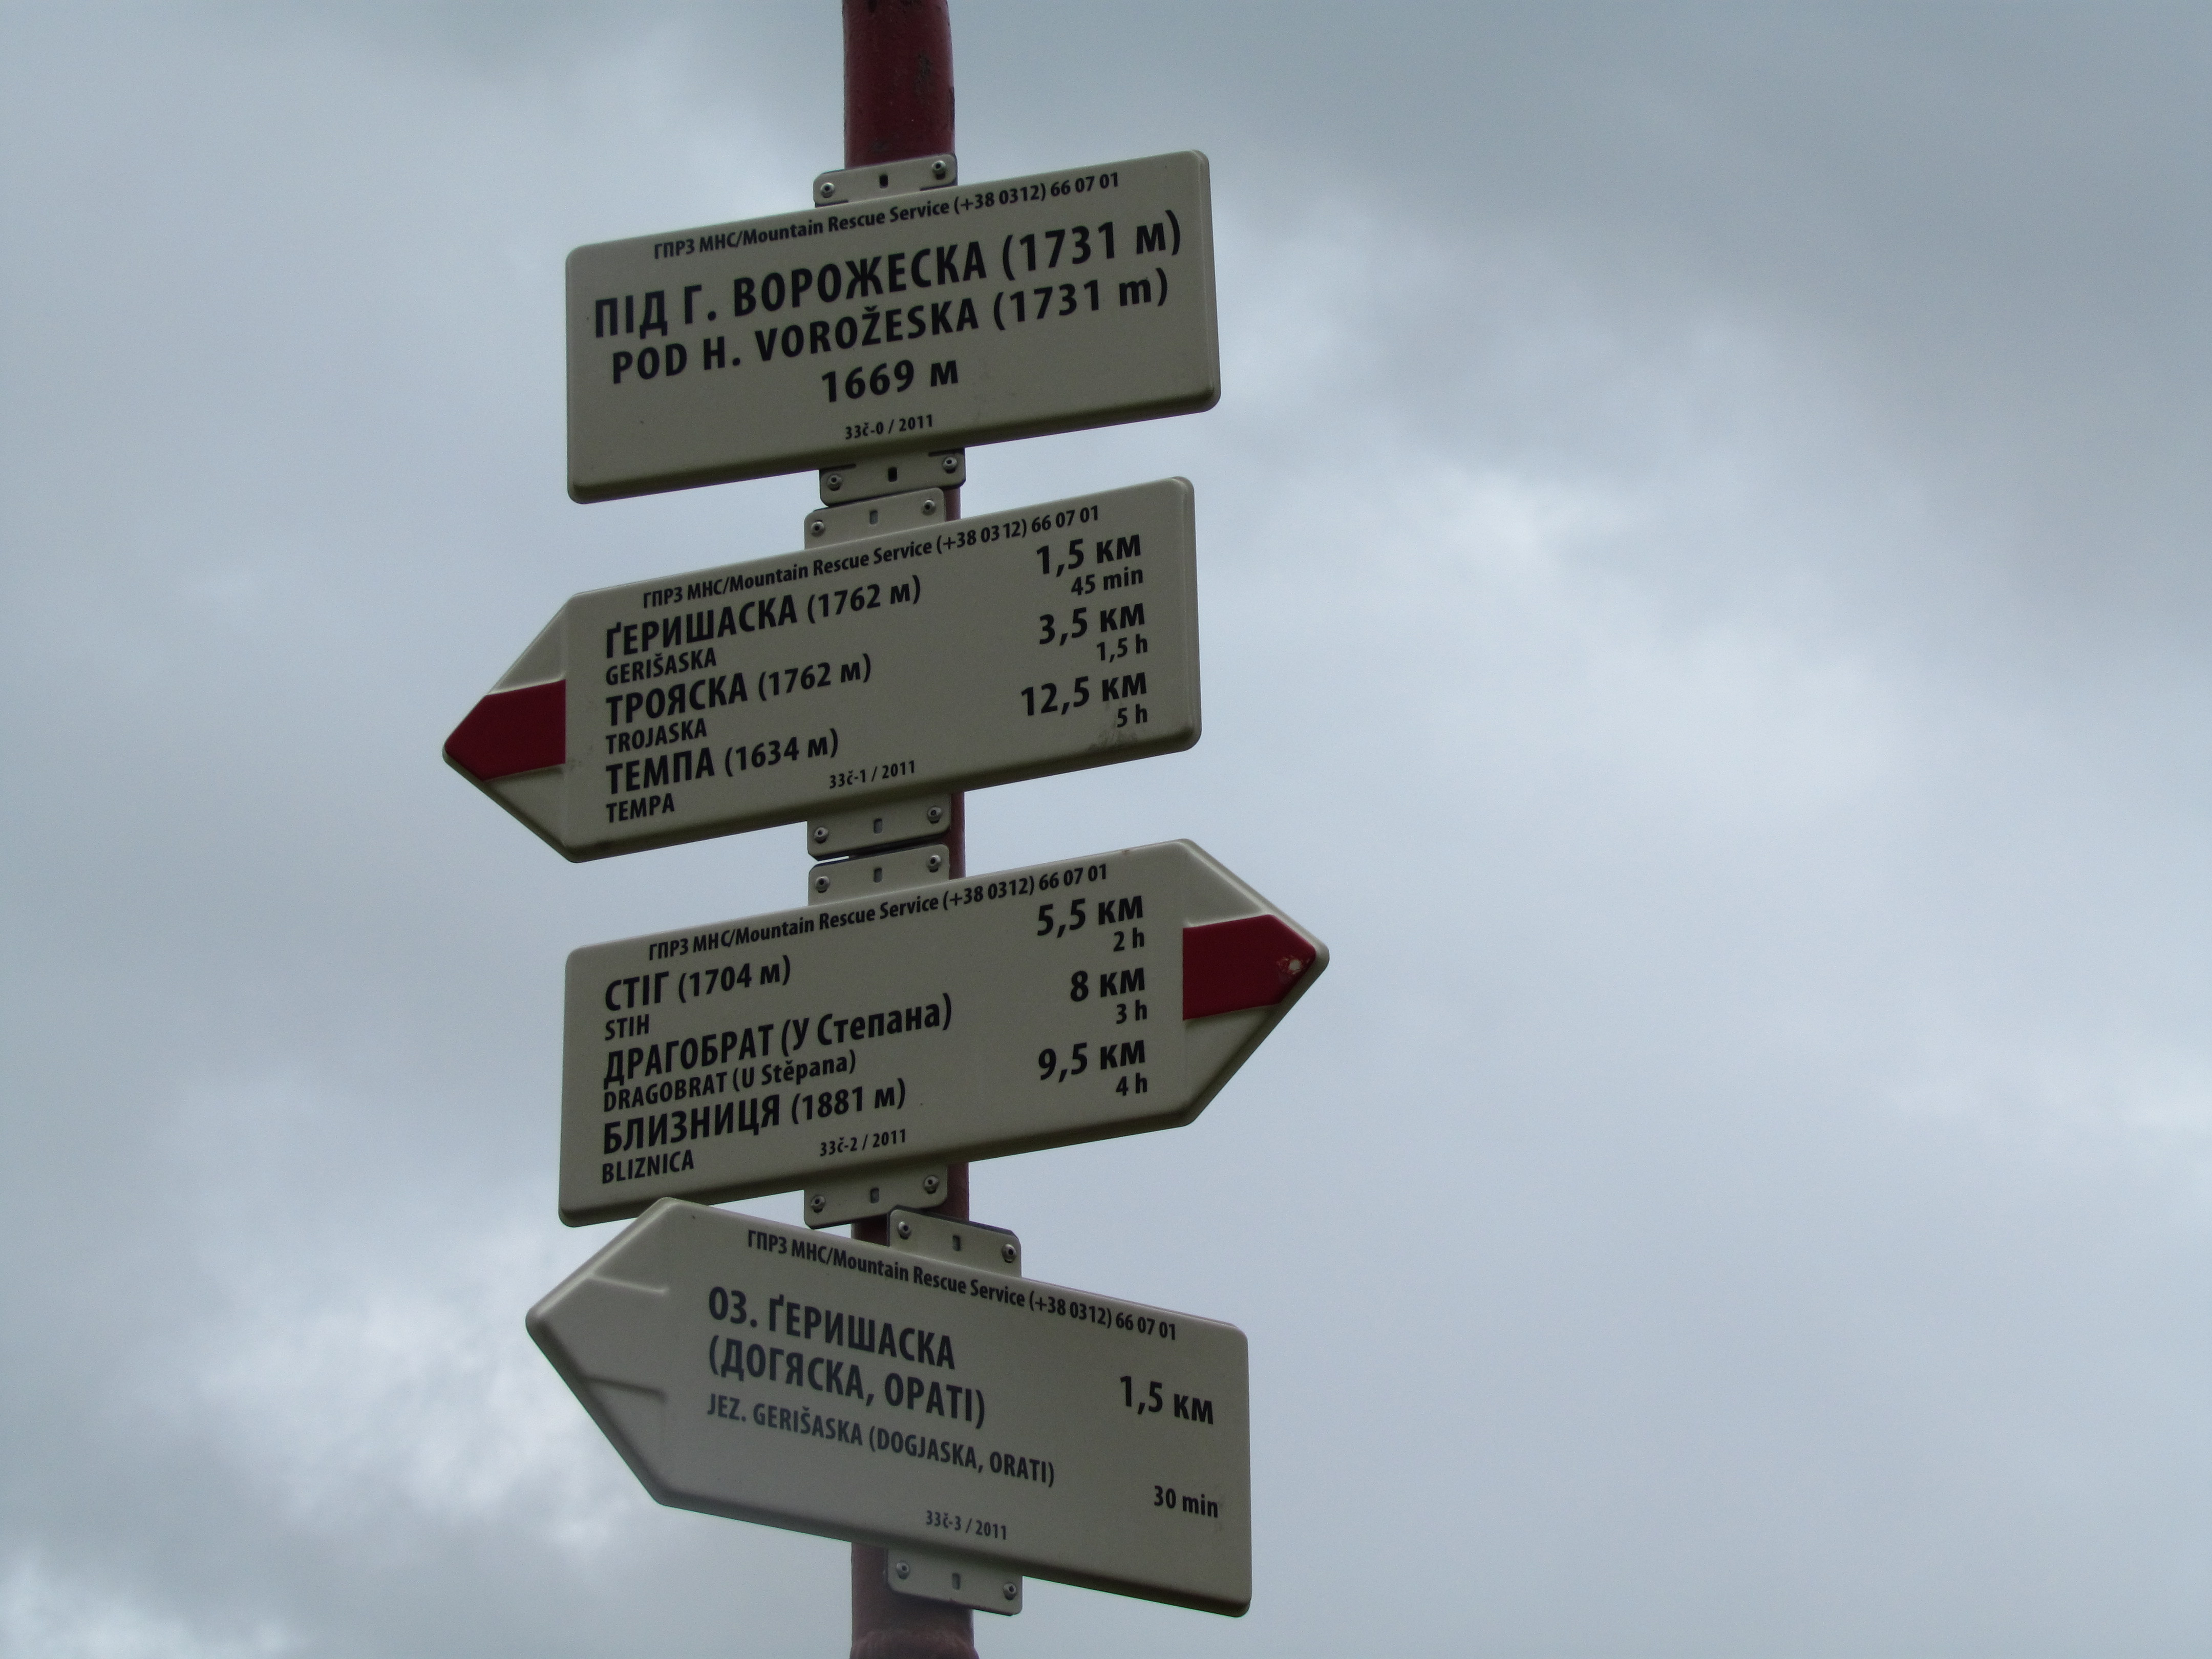 ГПРЗ МНС/Mountain Rescue Service (+38 0312) 66 07 01
ПІД Г. ВОРОЖЕСКА (1731 м)
POD H. VOROŽESKA (1731 m)
1669 м
33č-0 / 2011
ГПРЗ МНС/Mountain Rescue Service (+38 0312) 66 07 01
ҐЕРИШАСКА (1762 м) 1,5 км
GERIŠASKA 45 min
ТРОЯСКА (1762 м) 3,5 км
TROJASKA 1,5 h
ТЕМПА (1634 м) 12,5 км
TEMPA 5 h
33č-1 / 2011
ГПРЗ МНС/Mountain Rescue Service (+38 0312) 66 07 01
СТІГ (1704 м) 5,5 км
STIH 2 h
ДРАГОБРАТ (У Степана) 8 км
DRAGOBRAT (U Stěpana) 3 h
БЛИЗНИЦЯ (1881 м) 9,5 км
BLIZNICA 4 h
33č-2 / 2011
ГПРЗ МНС/Mountain Rescue Service (+38 0312) 66 07 01
ОЗ. ҐЕРИШАСКА
(ДОГЯСКА, ОРАТІ) 1,5 км
JEZ. GERIŠASKA (DOGJASKA, ORATI)
30 min
33č-3 / 2011